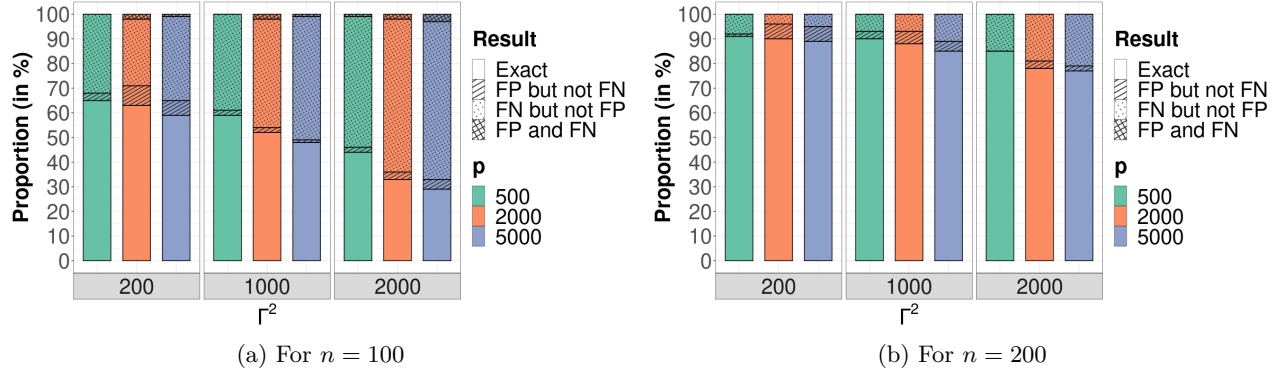 Proportion (in %)
100
90
80
70
60
50
40
30
20
10
0
200
1000
2000
Γ²
Result
Exact
FP but not FN
FN but not FP
FP and FN
p
500
2000
5000
(a) For n = 100
Proportion (in %)
100
90
80
70
60
50
40
30
20
10
0
200
1000
2000
Γ²
Result
Exact
FP but not FN
FN but not FP
FP and FN
p
500
2000
5000
(b) For n = 200